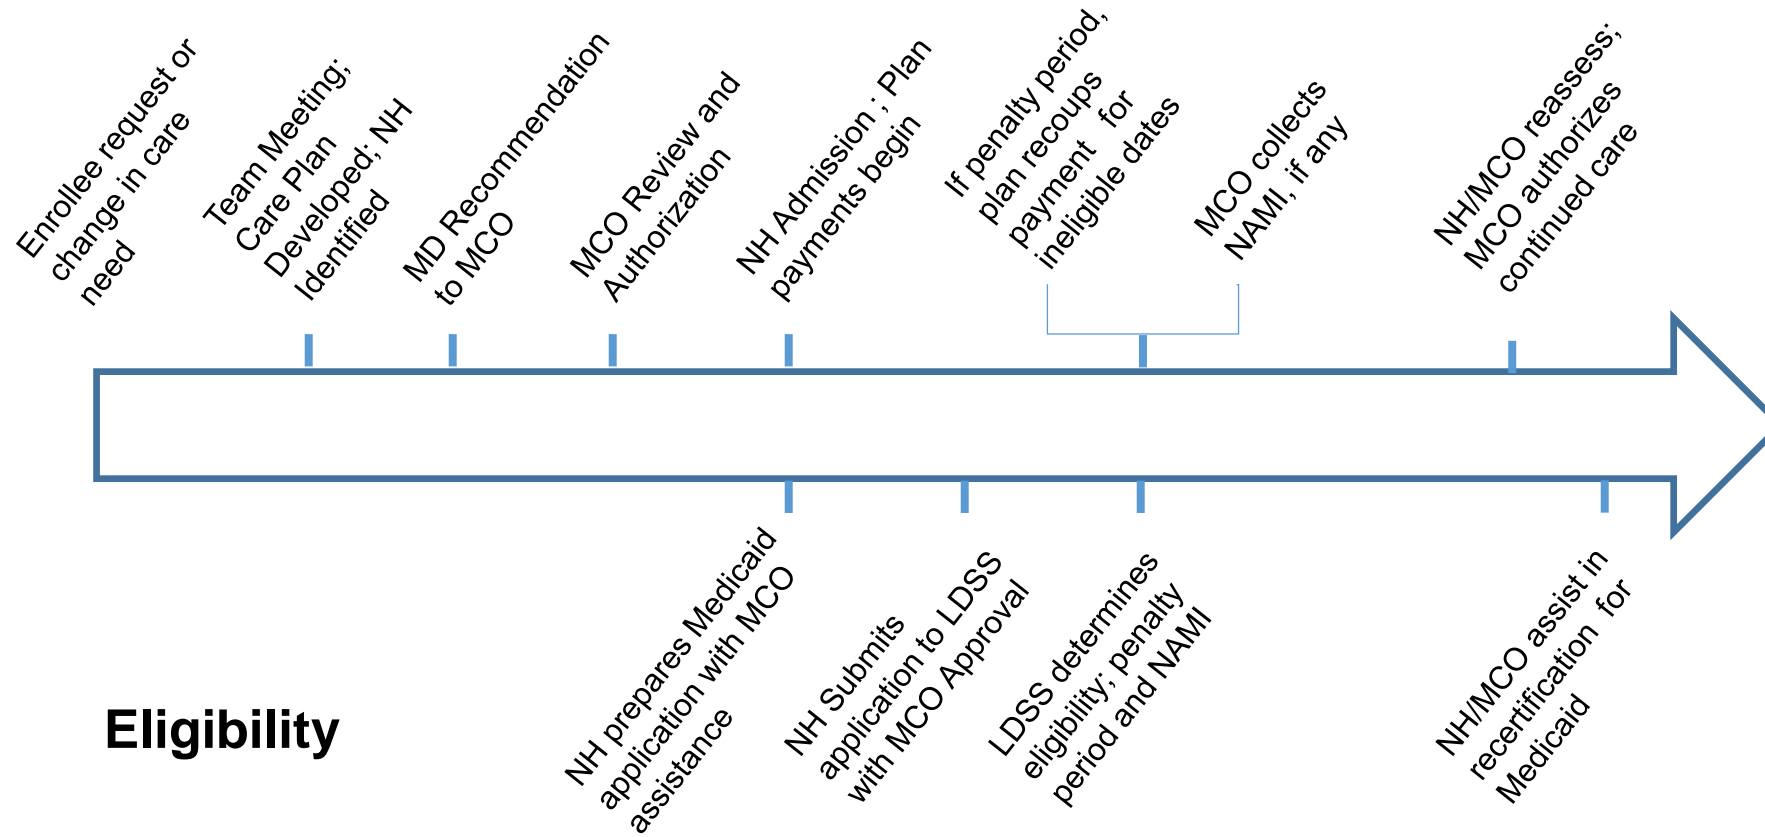 Enrollee request or
change in care
need
Team Meeting;
Care Plan
Developed; NH
Identified
MD Recommendation
to MCO
MCO Review and
Authorization
NH Admission ; Plan
payments begin
If penalty period,
plan recoups
payment for
ineligible dates
MCO collects
NAMI, if any
NH/MCO reassess;
MCO authorizes
continued care
NH prepares Medicaid
application with MCO
assistance
NH Submits
application to LDSS
with MCO Approval
LDSS determines
eligibility; penalty
period and NAMI
NH/MCO assist in
recertification for
Medicaid
Eligibility